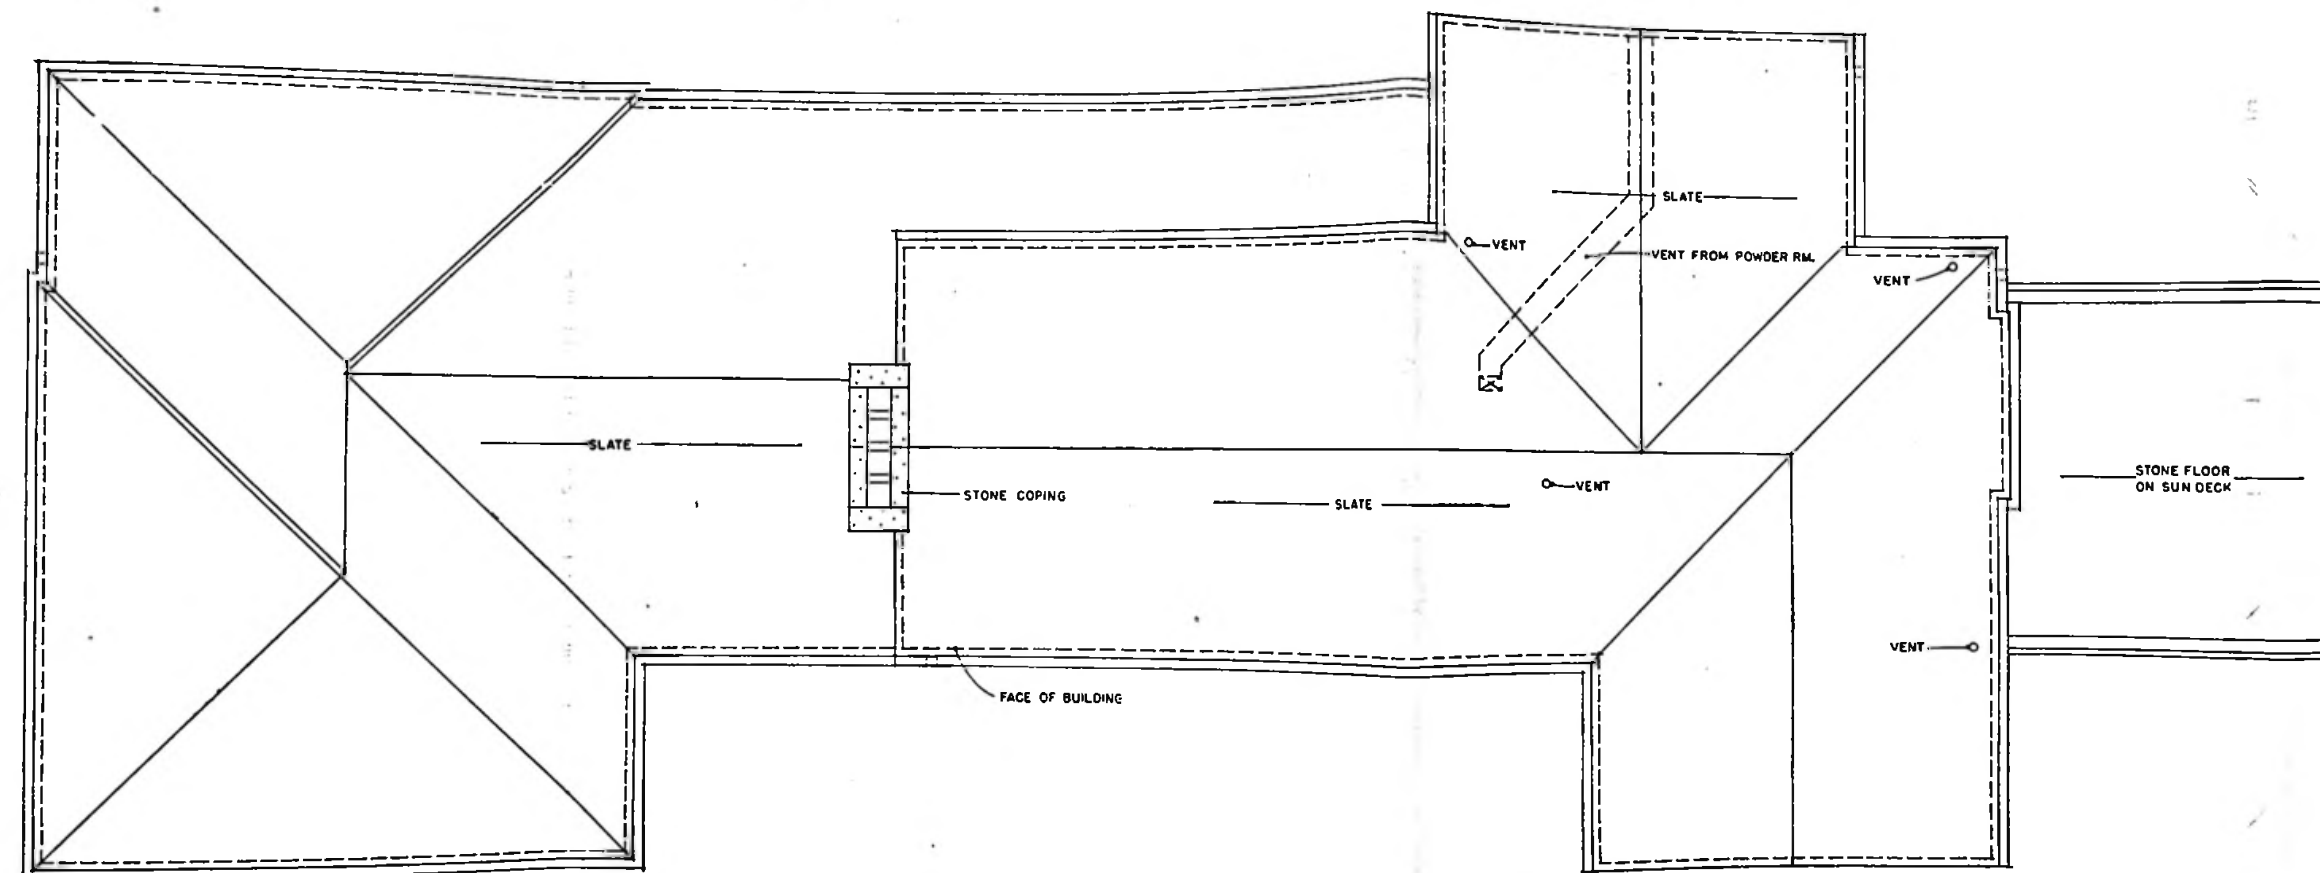 SLATE
VENT
VENT FROM POWDER RM.
VENT
SLATE
STONE COPING
VENT
SLATE
STONE FLOOR
ON SUN DECK
VENT
FACE OF BUILDING